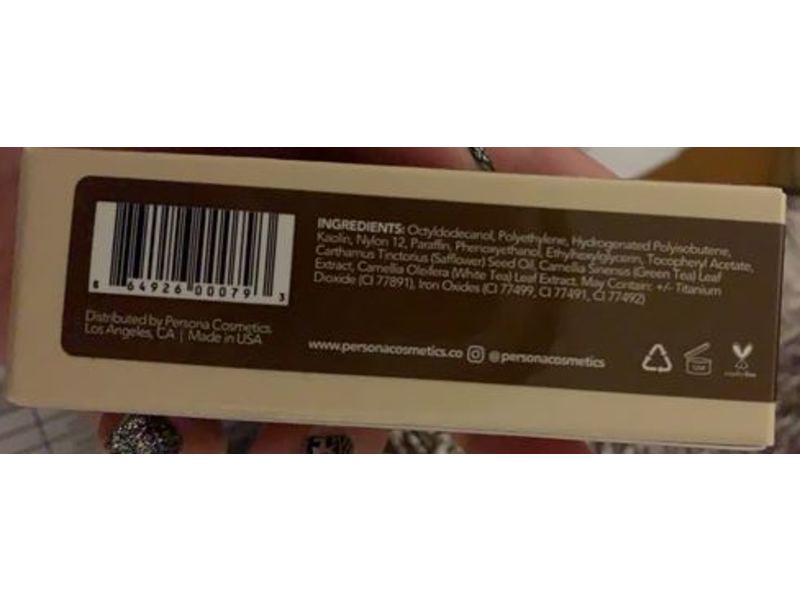 INGREDIENTS: Octyldodecanol, Polyethylene, Hydrogenated Polyisobutene,
Kaolin, Nylon 12, Paraffin, Phenoxyethanol, Ethylhexylglycerin, Tocopheryl Acetate,
Carthamus Tinctorius (Safflower) Seed Oil, Camellia Sinensis (Green Tea) Leaf
Extract, Camellia Oleifera (White Tea) Leaf Extract. May Contain: +/- Titanium
Dioxide (CI 77891), Iron Oxides (CI 77499, CI 77491, CI 77492)
8 64926 00079 3
Distributed by Persona Cosmetics
Los Angeles, CA | Made in USA
www.personacosmetics.co @personacosmetics